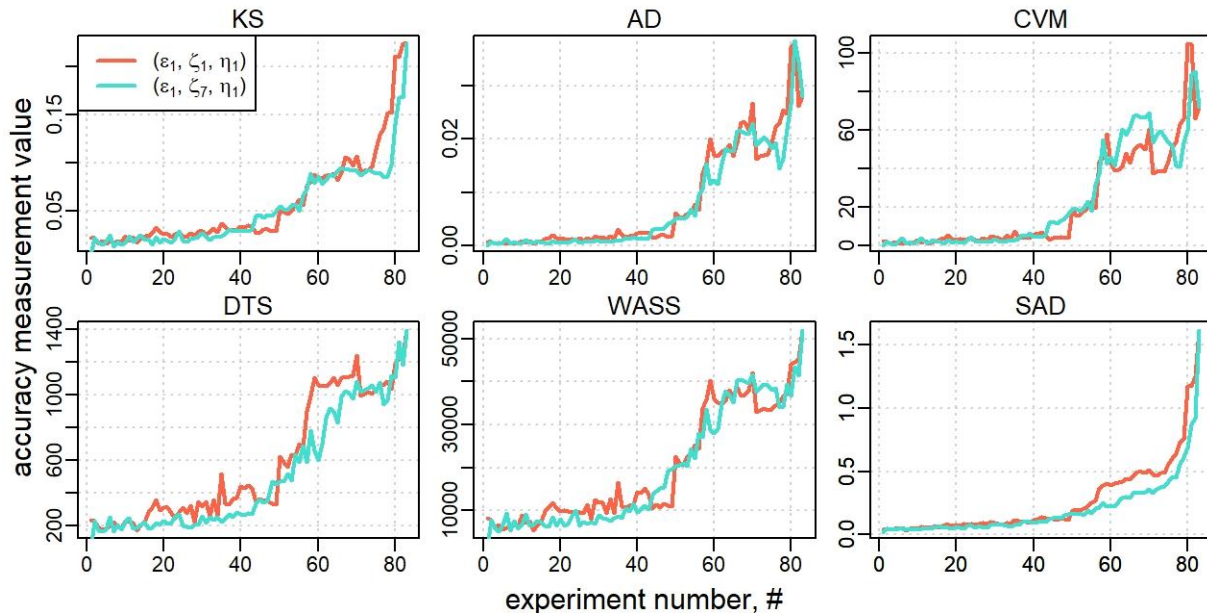 KS AD CVM
(ε₁, ζ₁, η₁)
(ε₁, ζ₇, η₁)
0.05 0.15
0.00 0.02
0 20 60 100
0 20 40 60 80
0 20 40 60 80
0 20 40 60 80
DTS WASS SAD
200 600 1000 1400
10000 30000 50000
0.0 0.5 1.0 1.5
0 20 40 60 80
0 20 40 60 80
0 20 40 60 80
accuracy measurement value
experiment number, #